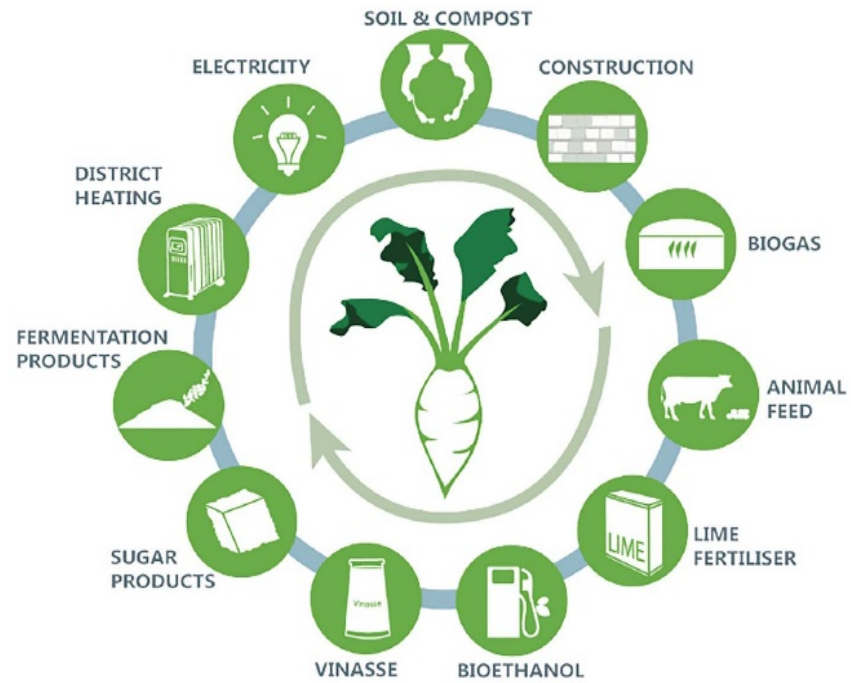 SOIL & COMPOST
CONSTRUCTION
BIOGAS
ANIMAL
FEED
LIME
LIME
FERTILISER
BIOETHANOL
Vinasse
VINASSE
SUGAR
PRODUCTS
FERMENTATION
PRODUCTS
DISTRICT
HEATING
ELECTRICITY